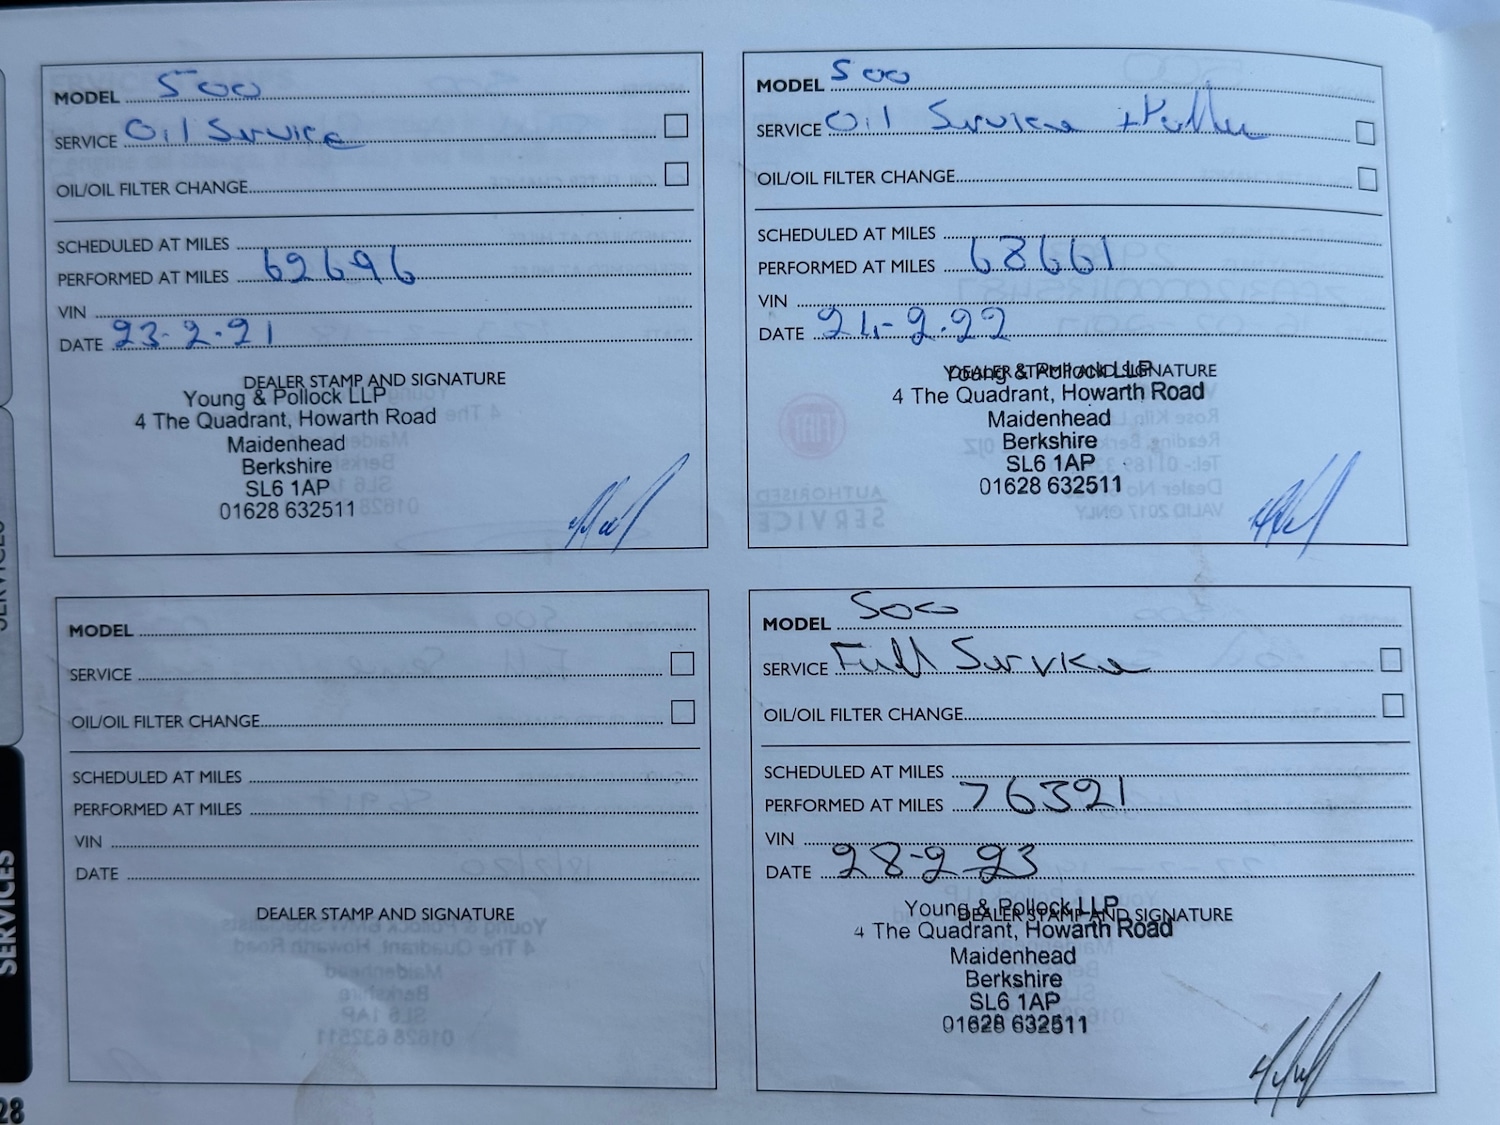 MODEL 500
SERVICE Oil Service
OIL/OIL FILTER CHANGE
SCHEDULED AT MILES
PERFORMED AT MILES 62696
VIN
DATE 23-2-21
DEALER STAMP AND SIGNATURE
Young & Pollock LLP
4 The Quadrant, Howarth Road
Maidenhead
Berkshire
SL6 1AP
01628 632511
MODEL 500
SERVICE Oil Service
OIL/OIL FILTER CHANGE
SCHEDULED AT MILES
PERFORMED AT MILES 68661
VIN
DATE 24-2-22
DEALER STAMP AND SIGNATURE
Young & Pollock LLP
4 The Quadrant, Howarth Road
Maidenhead
Berkshire
SL6 1AP
01628 632511
MODEL
SERVICE
OIL/OIL FILTER CHANGE
SCHEDULED AT MILES
PERFORMED AT MILES
VIN
DATE
DEALER STAMP AND SIGNATURE
MODEL 500
SERVICE Full Service
OIL/OIL FILTER CHANGE
SCHEDULED AT MILES
PERFORMED AT MILES 76321
VIN
DATE 28-2-23
DEALER STAMP AND SIGNATURE
Young & Pollock LLP
4 The Quadrant, Howarth Road
Maidenhead
Berkshire
SL6 1AP
01628 632511
SERVICES
28